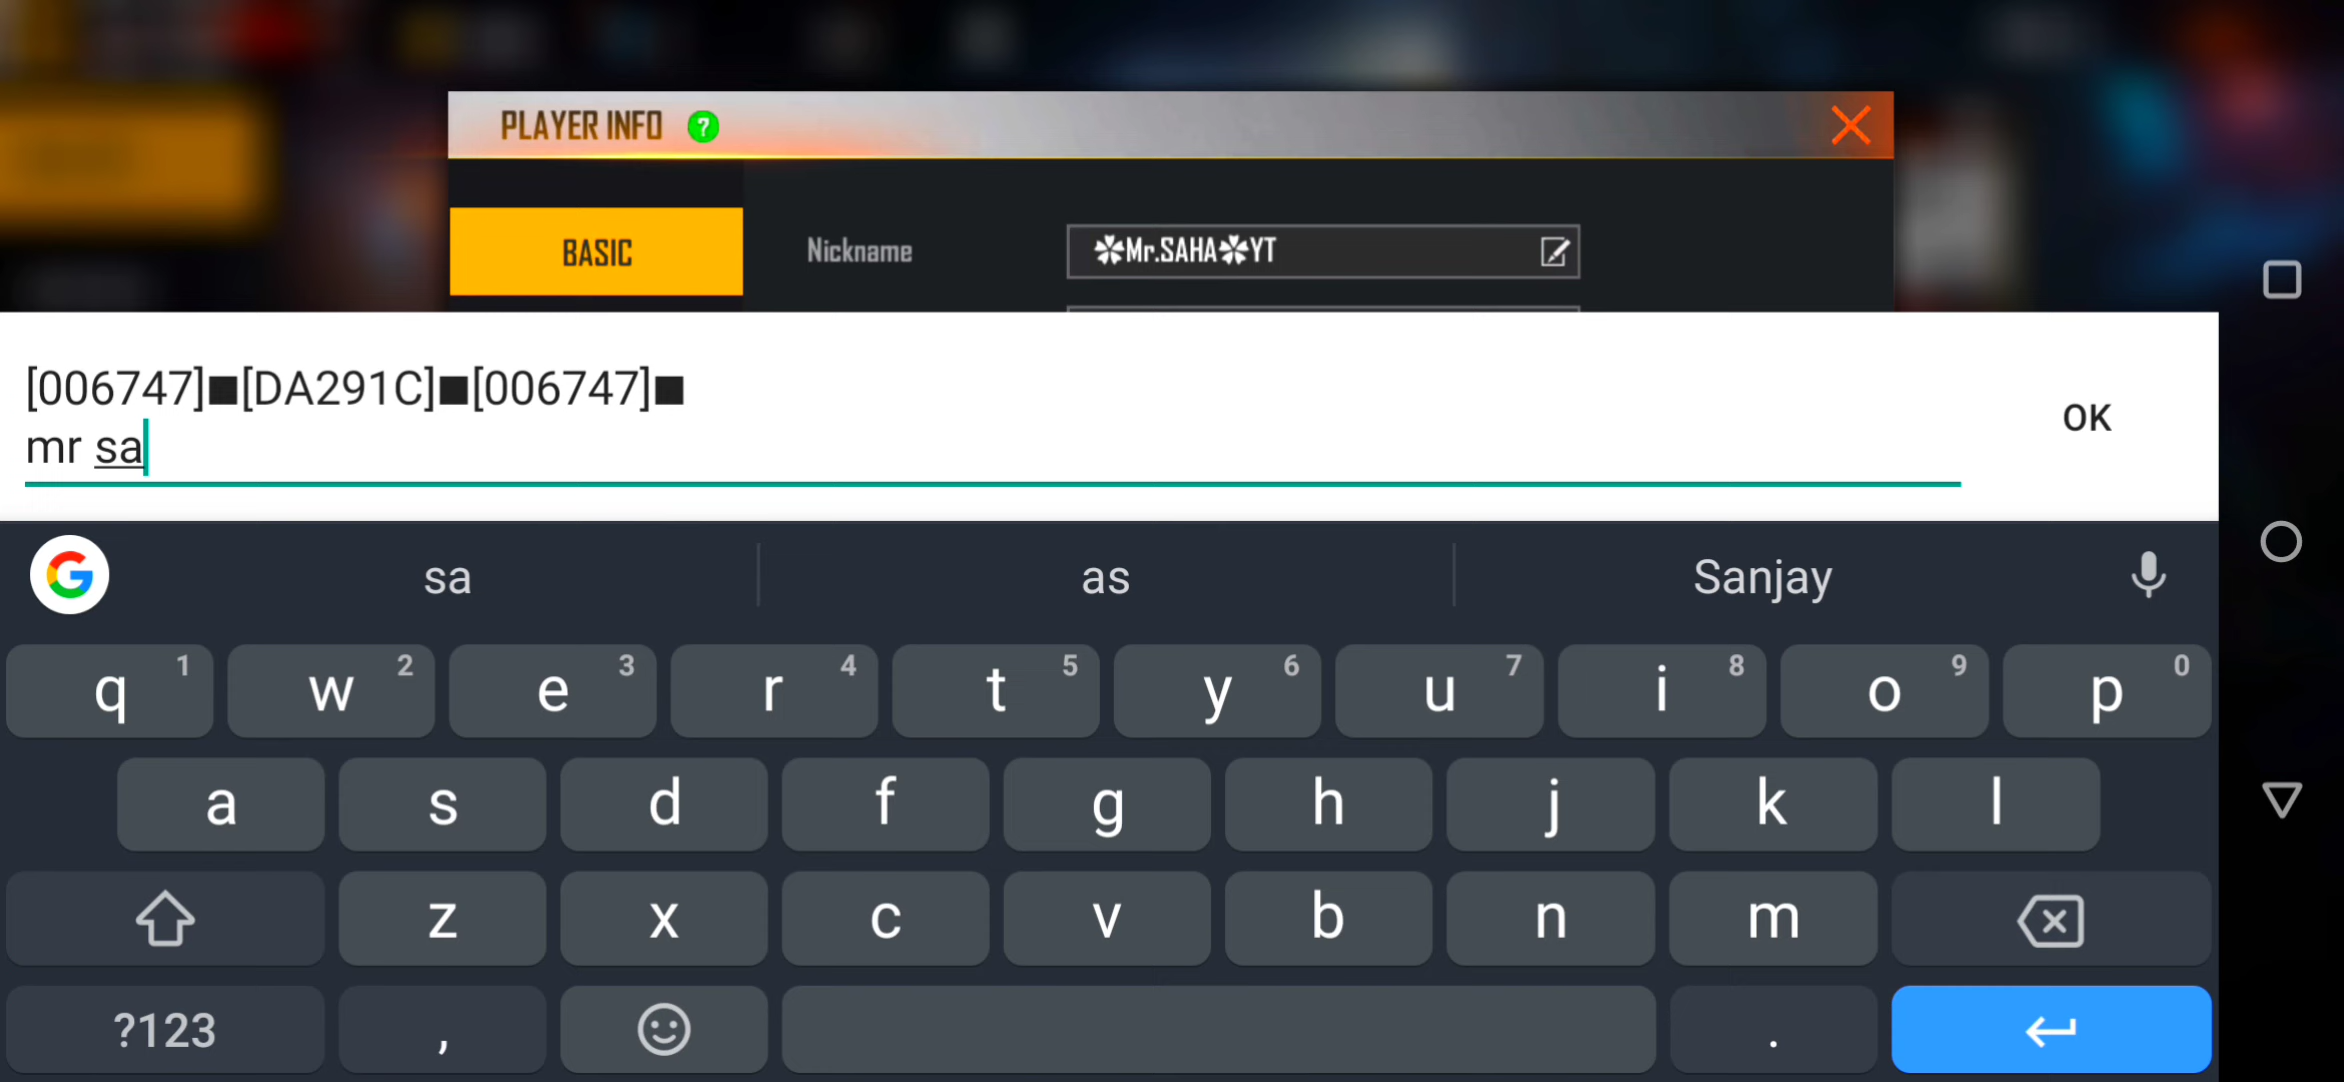 PLAYER INFO ?
BASIC
Nickname
✽Mr.SAHA✽YT
[006747]■[DA291C]■[006747]■
mr sa
OK
G
sa as Sanjay
q 1 w 2 e 3 r 4 t 5 y 6 u 7 i 8 o 9 p 0
a s d f g h j k l
z x c v b n m
?123 , .